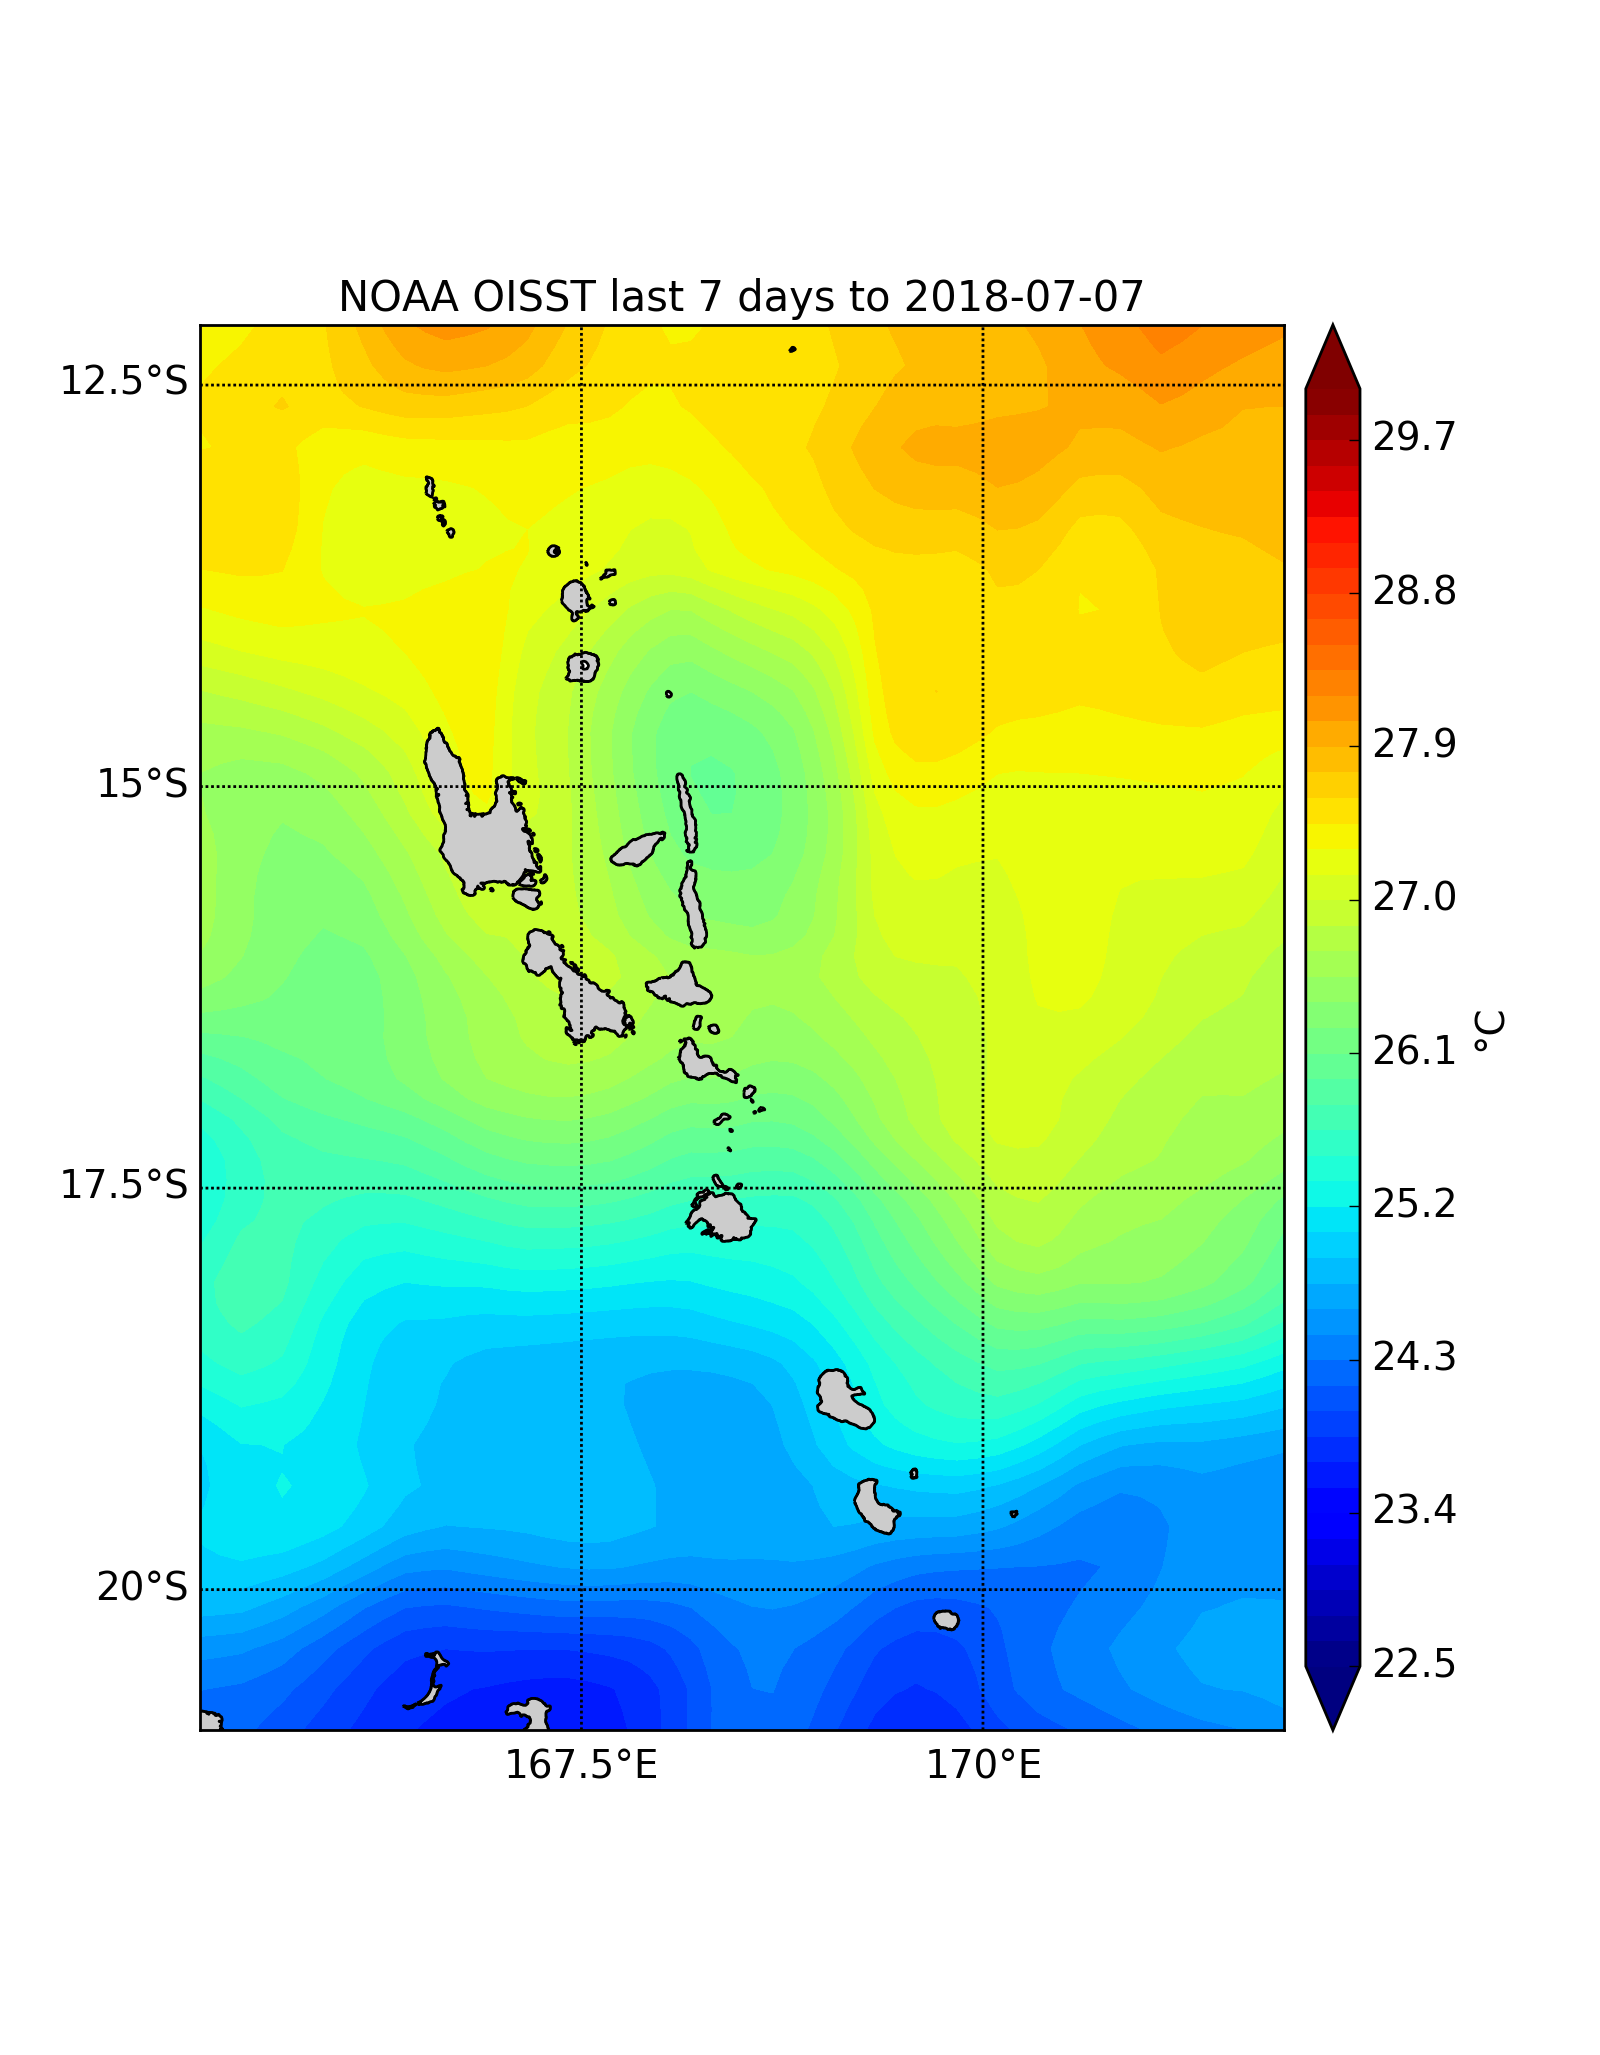 NOAA OISST last 7 days to 2018-07-07
12.5°S
15°S
17.5°S
20°S
167.5°E
170°E
29.7
28.8
27.9
27.0
26.1
25.2
24.3
23.4
22.5
°C